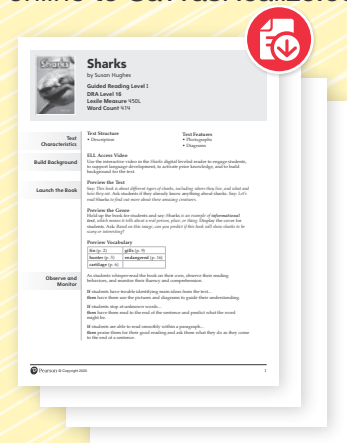 Sharks
Sharks
by Susan Hughes
Guided Reading Level I
DRA Level 16
Lexile Measure 450L
Word Count 414
Text
Characteristics
Text Structure
• Description
Text Features
• Photographs
• Diagrams
Build Background
ELL Access Video
Use the interactive video in the Sharks digital leveled reader to engage students,
to support language development, to activate prior knowledge, and to build
background for the text.
Launch the Book
Preview the Text
Say: This book is about different types of sharks, including where they live, and what and
how they eat. Ask students if they already know anything about sharks. Say: Let's
read Sharks to find out more about these amazing creatures.
Preview the Genre
Hold up the book for students and say: Sharks is an example of informational
text, which means it tells about a real person, place, or thing. Display the cover for
students. Ask: Based on this image, can you predict if this book will show sharks to be
scary or interesting?
Preview Vocabulary
fin (p. 2) gills (p. 9)
hunter (p. 5) endangered (p. 16)
cartilage (p. 6)
Observe and
Monitor
As students whisper-read the book on their own, observe their reading
behaviors, and monitor their fluency and comprehension.
If students have trouble identifying main ideas from the text…
then have them use the pictures and diagrams to guide their understanding.
If students stop at unknown words…
then have them read to the end of the sentence and predict what the word
might be.
If students are able to read smoothly within a paragraph…
then praise them for their good reading and ask them what they do as they come
to the end of a sentence.
Pearson © Copyright 2020.
1